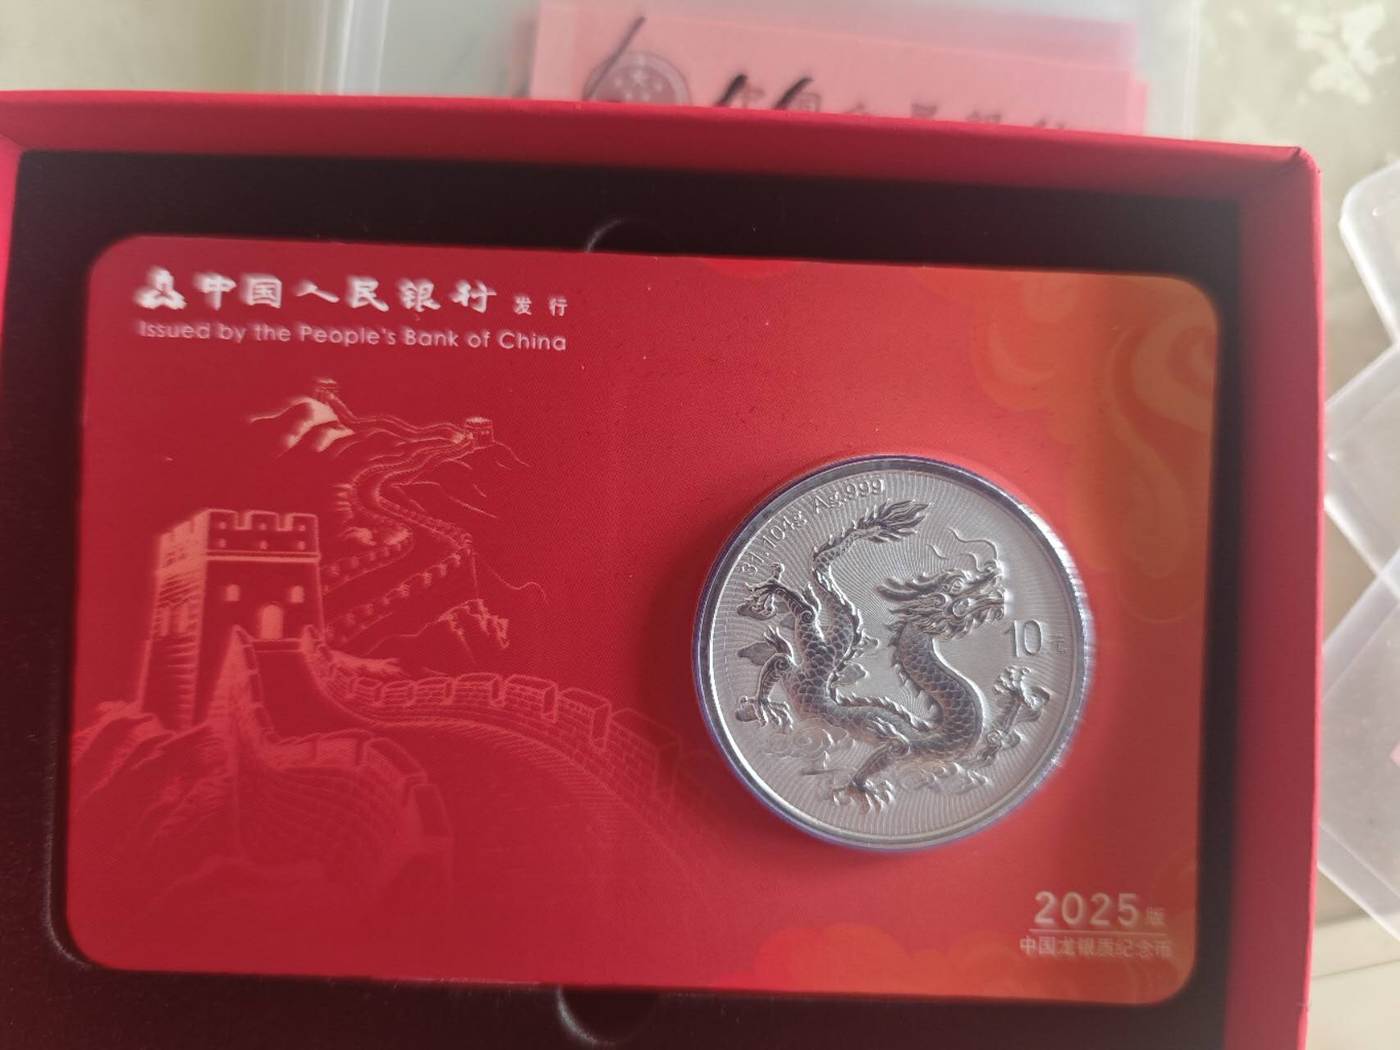 中国人民银行 发行
Issued by the People's Bank of China
31.104g Ag.999
10元
2025版
中国龙银质纪念币